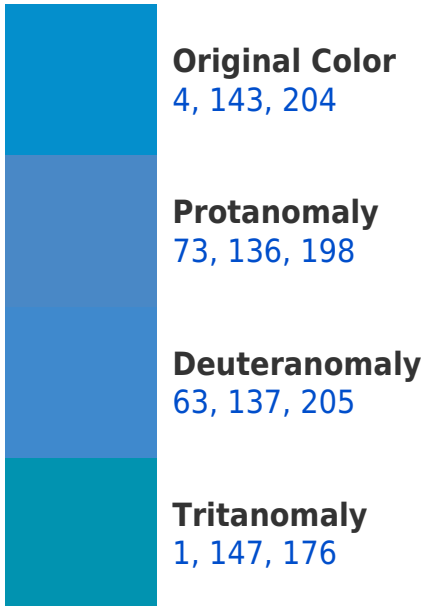 Original Color
4, 143, 204
Protanomaly
73, 136, 198
Deuteranomaly
63, 137, 205
Tritanomaly
1, 147, 176